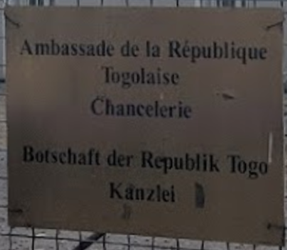 Ambassade de la République
Togolaise
Chancelerie
Botschaft der Republik Togo
Kanzlei